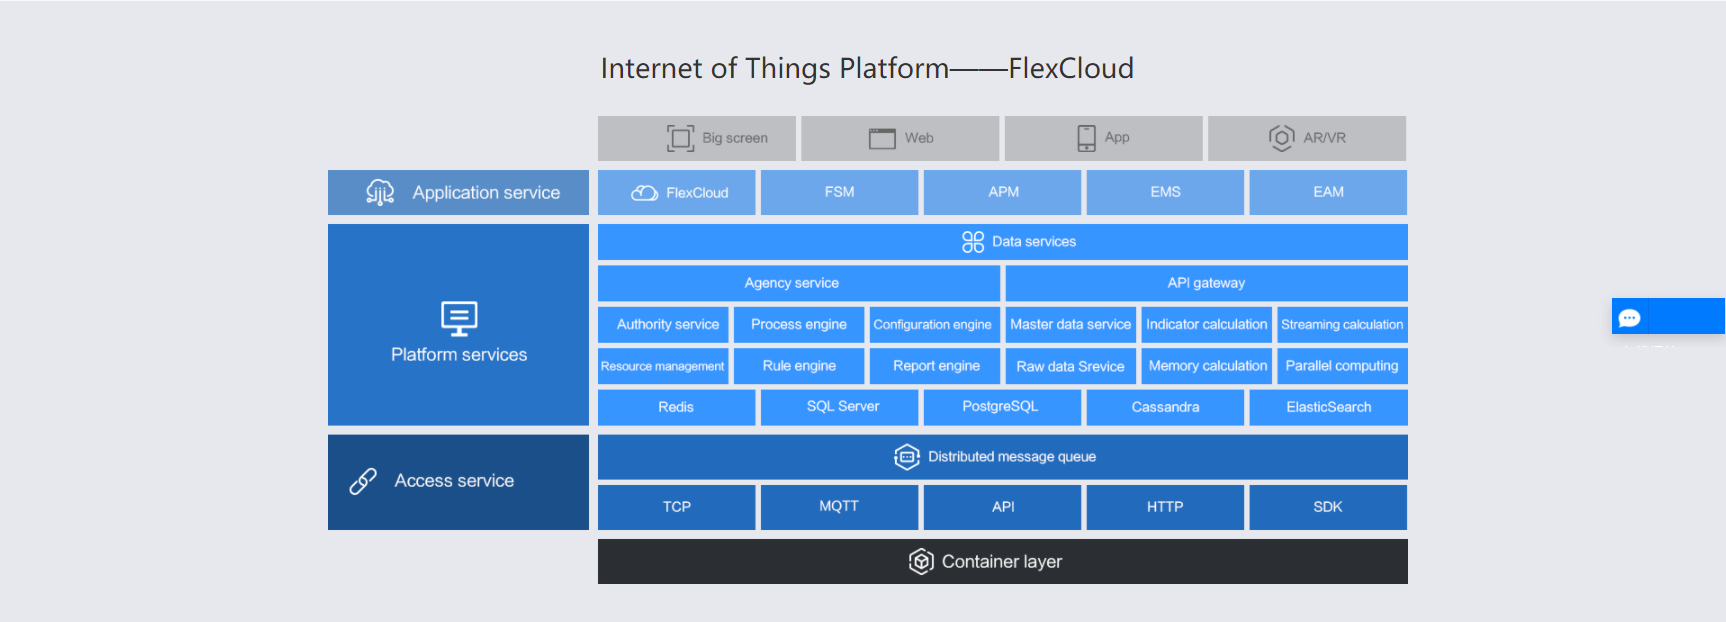 Internet of Things Platform——FlexCloud
Big screen
Web
App
AR/VR
Application service
FlexCloud
FSM
APM
EMS
EAM
Platform services
Data services
Agency service
API gateway
Authority service
Process engine
Configuration engine
Master data service
Indicator calculation
Streaming calculation
Resource management
Rule engine
Report engine
Raw data Srevice
Memory calculation
Parallel computing
Redis
SQL Server
PostgreSQL
Cassandra
ElasticSearch
Access service
Distributed message queue
TCP
MQTT
API
HTTP
SDK
Container layer